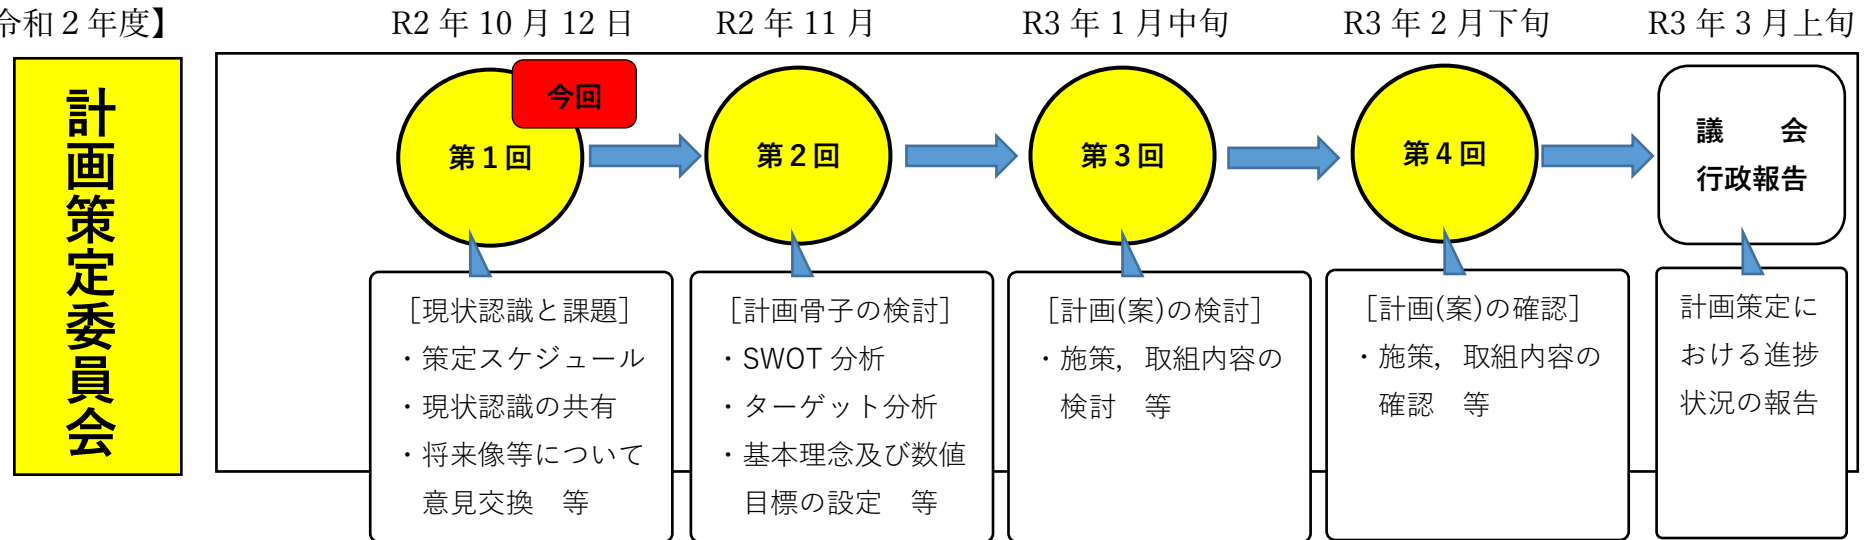 令和２年度】
R2 年 10 月 12 日
R2 年 11 月
R3 年 1 月中旬
R3 年 2 月下旬
R3 年 3 月上旬
計画策定委員会
今回
第１回
第２回
第３回
第４回
議　　会
行政報告
［現状認識と課題］
・策定スケジュール
・現状認識の共有
・将来像等について
意見交換　等
［計画骨子の検討］
・SWOT 分析
・ターゲット分析
・基本理念及び数値
目標の設定　等
［計画(案)の検討］
・施策，取組内容の
検討　等
［計画(案)の確認］
・施策，取組内容の
確認　等
計画策定に
おける進捗
状況の報告